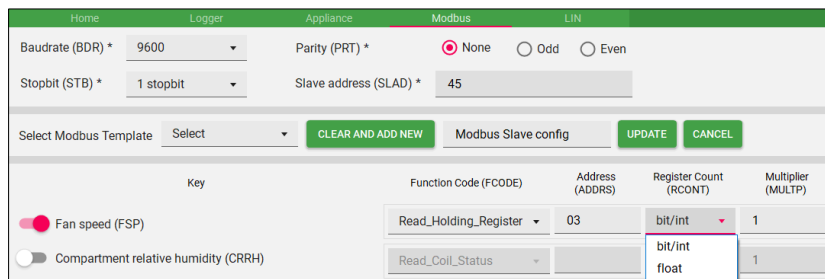 Home Logger Appliance Modbus LIN
Baudrate (BDR) * 9600 Parity (PRT) * None Odd Even
Stopbit (STB) * 1 stopbit Slave address (SLAD) * 45
Select Modbus Template Select CLEAR AND ADD NEW Modbus Slave config UPDATE CANCEL
Key Function Code (FCODE) Address (ADDRS) Register Count (RCONT) Multiplier (MULTP)
Fan speed (FSP) Read_Holding_Register 03 bit/int 1
bit/int
Compartment relative humidity (CRRH) Read_Coil_Status 1
float